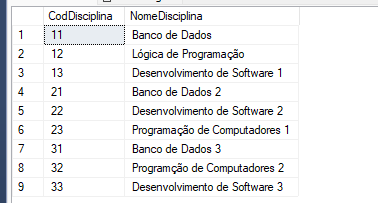 CodDisciplina NomeDisciplina
1 11 Banco de Dados
2 12 Lógica de Programação
3 13 Desenvolvimento de Software 1
4 21 Banco de Dados 2
5 22 Desenvolvimento de Software 2
6 23 Programação de Computadores 1
7 31 Banco de Dados 3
8 32 Programção de Computadores 2
9 33 Desenvolvimento de Software 3